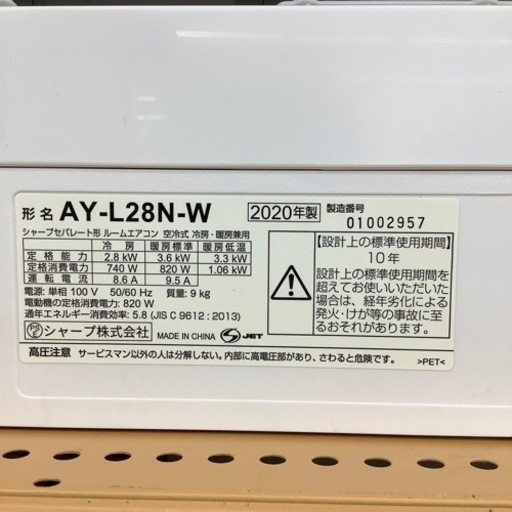 形名 AY-L28N-W 2020年製 製造番号 01002957
シャープセパレート形 ルームエアコン 空冷式 冷房・暖房兼用
冷房 暖房標準 暖房低温
定格能力 2.8 kW 3.6 kW 3.3 kW
定格消費電力 740 W 820 W 1.06 kW
運転電流 8.6 A 9.5 A
電源: 単相 100 V 50/60 Hz 質量: 9 kg
電動機の定格消費電力: 820 W
通年エネルギー消費効率: 5.8 (JIS C 9612 : 2013)
シャープ株式会社 MADE IN CHINA S JET
【設計上の標準使用期間】
10年
設計上の標準使用期間を
超えてお使いいただいた
場合は、経年劣化による
発火・けが等の事故に至
るおそれがあります。
高圧注意 サービスマン以外の人は分解しない。内部に高電圧部があり、さわると危険です。 >PET<